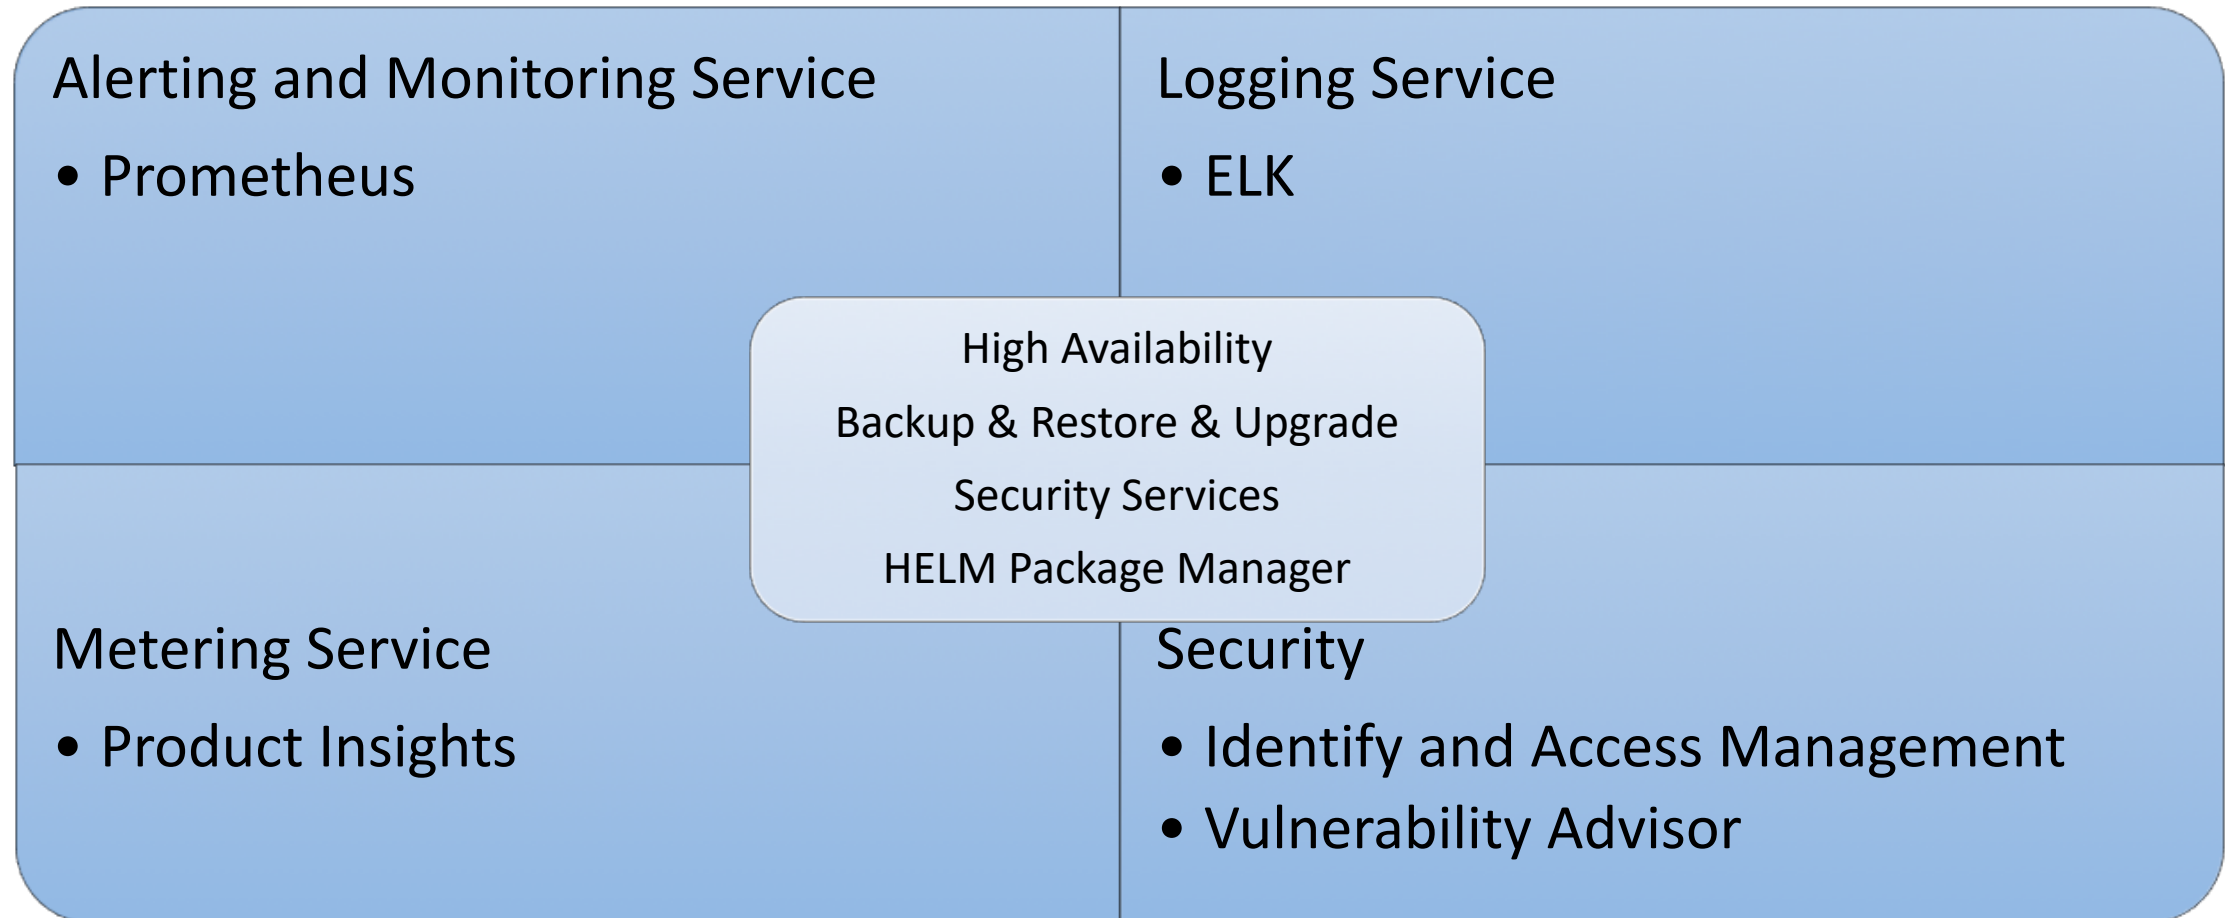 Alerting and Monitoring Service
• Prometheus
Logging Service
• ELK
High Availability
Backup & Restore & Upgrade
Security Services
HELM Package Manager
Metering Service
• Product Insights
Security
• Identify and Access Management
• Vulnerability Advisor